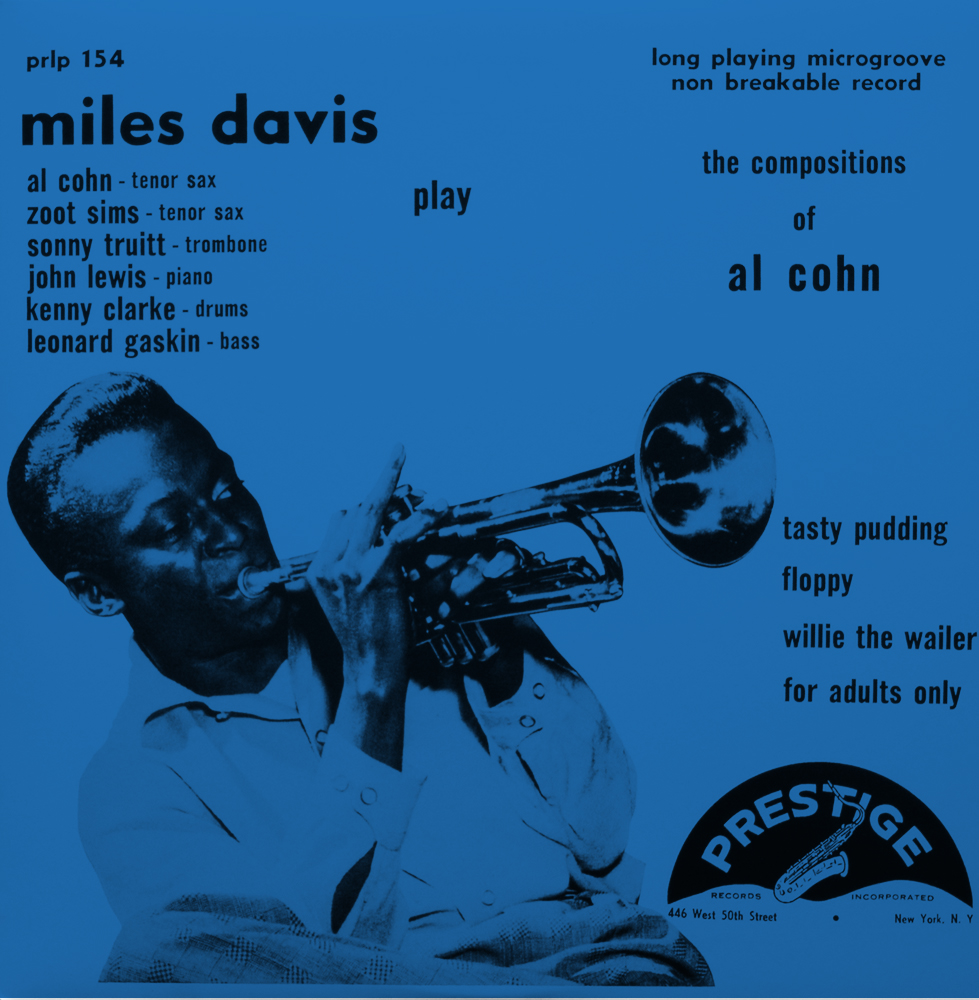 prlp 154
long playing microgroove
non breakable record
miles davis
al cohn - tenor sax
zoot sims - tenor sax
sonny truitt - trombone
john lewis - piano
kenny clarke - drums
leonard gaskin - bass
play
the compositions
of
al cohn
tasty pudding
floppy
willie the wailer
for adults only
PRESTIGE
RECORDS INCORPORATED
446 West 50th Street • New York. N. Y